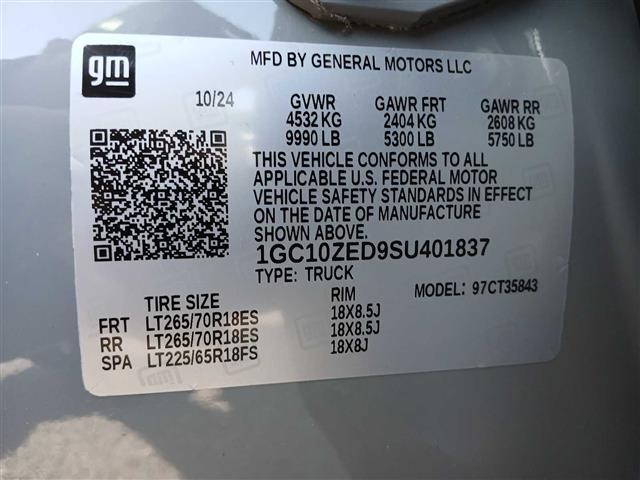 gm
MFD BY GENERAL MOTORS LLC
10/24
GVWR GAWR FRT GAWR RR
4532 KG 2404 KG 2608 KG
9990 LB 5300 LB 5750 LB
THIS VEHICLE CONFORMS TO ALL
APPLICABLE U.S. FEDERAL MOTOR
VEHICLE SAFETY STANDARDS IN EFFECT
ON THE DATE OF MANUFACTURE
SHOWN ABOVE.
1GC10ZED9SU401837
TYPE: TRUCK
MODEL: 97CT35843
TIRE SIZE RIM
FRT LT265/70R18ES 18X8.5J
RR LT265/70R18ES 18X8.5J
SPA LT225/65R18FS 18X8J